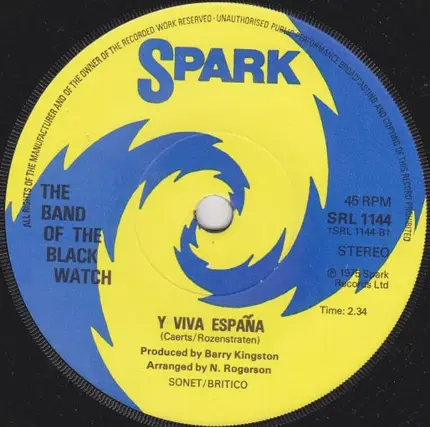 ALL RIGHTS OF THE MANUFACTURER AND OF THE OWNER OF THE RECORDED WORK RESERVED - UNAUTHORISED PUBLIC PERFORMANCE BROADCASTING AND COPYING OF THIS RECORD PROHIBITED
SPARK
THE
BAND
OF THE
BLACK
WATCH
45 RPM
SRL 1144
1SRL 1144-B1
STEREO
℗ 1975 Spark
Records Ltd
Time: 2.34
Y VIVA ESPAÑA
(Caerts/Rozenstraten)
Produced by Barry Kingston
Arranged by N. Rogerson
SONET/BRITICO